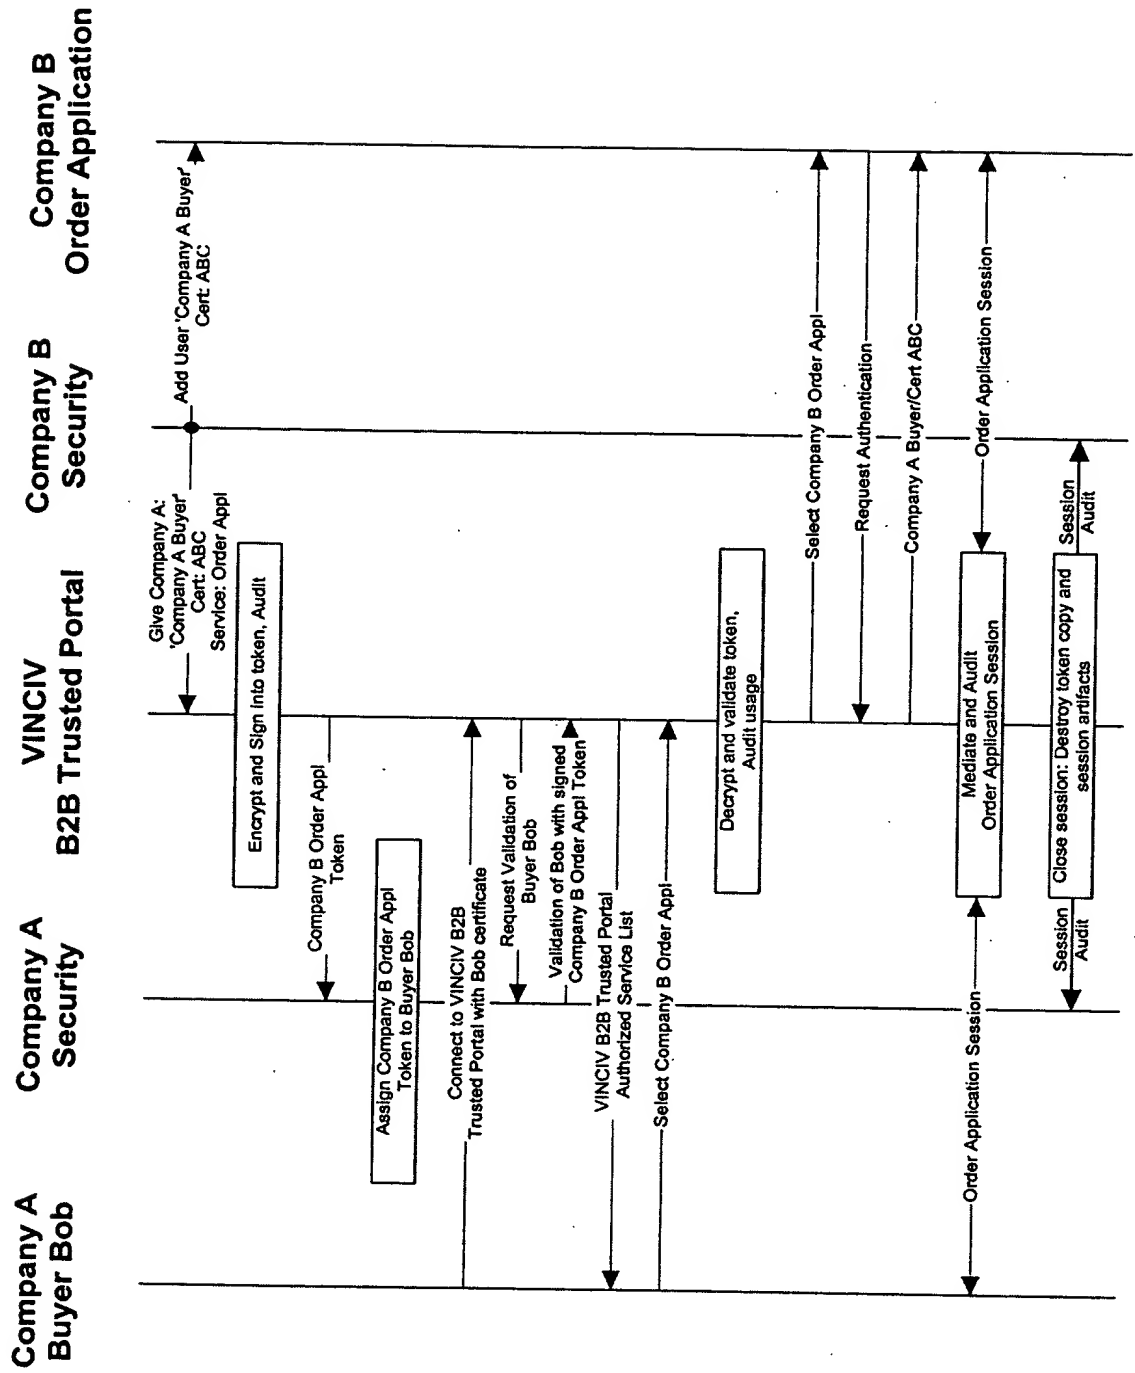 Company A
Buyer Bob
Company A
Security
VINCIV
B2B Trusted Portal
Company B
Security
Company B
Order Application
Give Company A:
'Company A Buyer'
Cert: ABC
Service: Order Appl
Add User 'Company A Buyer'
Cert: ABC
Encrypt and Sign into token, Audit
Company B Order Appl
Token
Assign Company B Order Appl
Token to Buyer Bob
Connect to VINCIV B2B
Trusted Portal with Bob certificate
Request Validation of
Buyer Bob
Validation of Bob with signed
Company B Order Appl Token
VINCIV B2B Trusted Portal
Authorized Service List
Select Company B Order Appl
Decrypt and validate token,
Audit usage
Select Company B Order Appl
Request Authentication
Company A Buyer/Cert ABC
Order Application Session
Mediate and Audit
Order Application Session
Order Application Session
Session
Audit
Close session: Destroy token copy and
session artifacts
Session
Audit